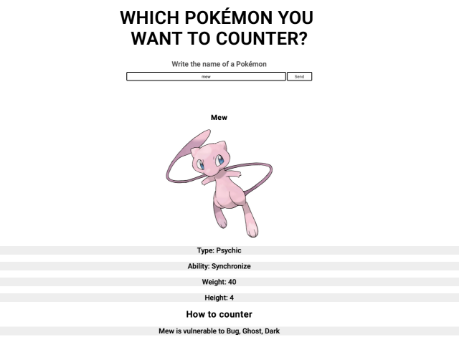 WHICH POKÉMON YOU
WANT TO COUNTER?
Write the name of a Pokémon
mew
Send
Mew
Type: Psychic
Ability: Synchronize
Weight: 40
Height: 4
How to counter
Mew is vulnerable to Bug, Ghost, Dark